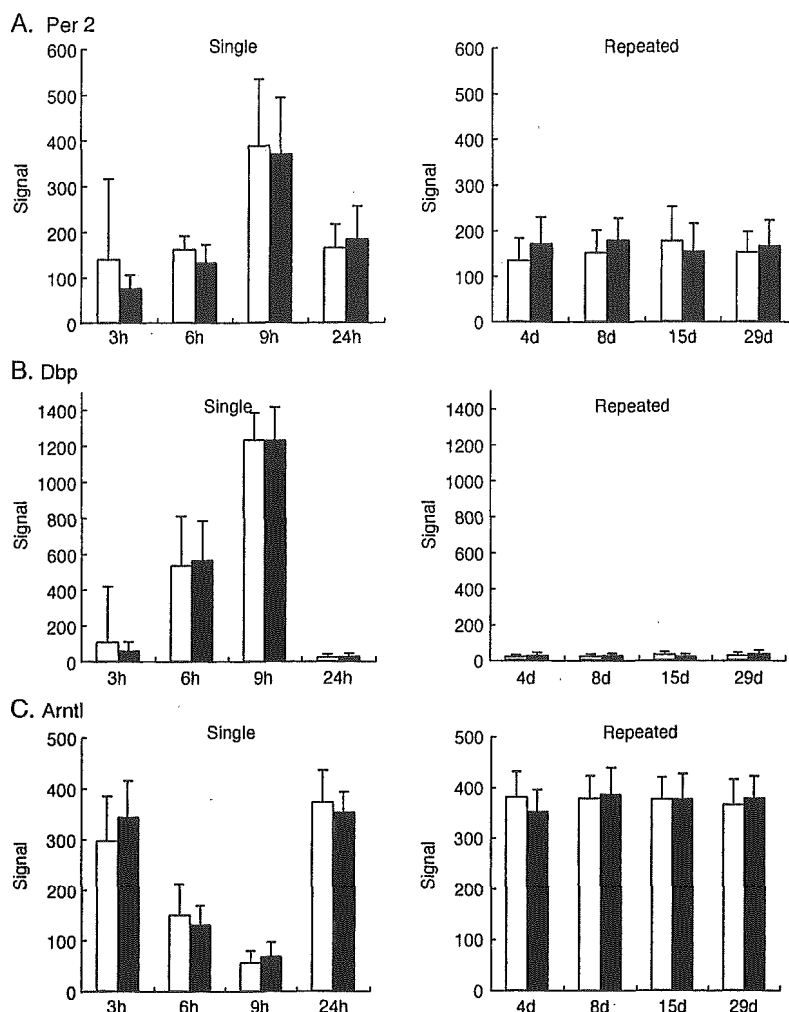 A. Per 2
Single
Repeated
600
500
400
300
200
100
0
Signal
3h 6h 9h 24h
600
500
400
300
200
100
0
Signal
4d 8d 15d 29d
B. Dbp
Single
Repeated
1400
1200
1000
800
600
400
200
0
Signal
3h 6h 9h 24h
1400
1200
1000
800
600
400
200
0
Signal
4d 8d 15d 29d
C. Arntl
Single
Repeated
500
400
300
200
100
0
Signal
3h 6h 9h 24h
500
400
300
200
100
0
Signal
4d 8d 15d 29d